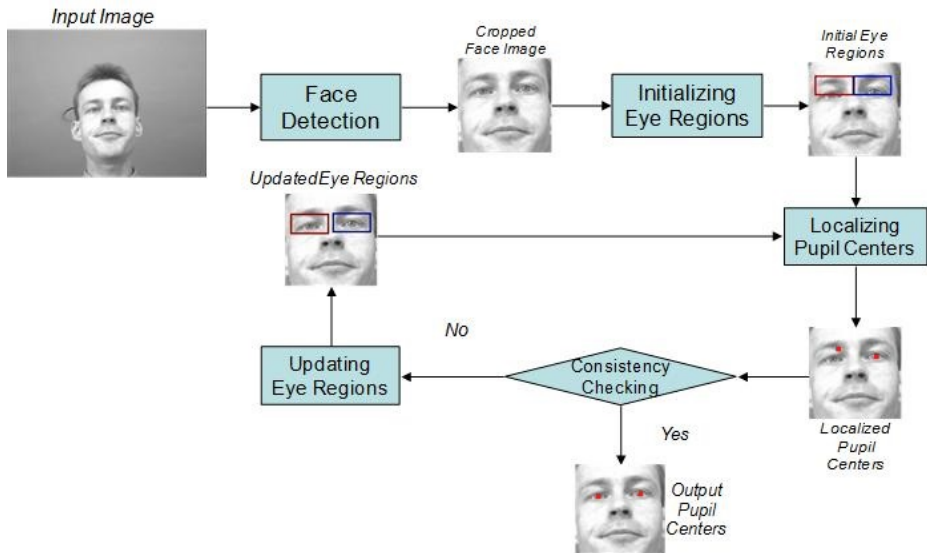 Input Image
Face
Detection
Cropped
Face Image
Initializing
Eye Regions
Initial Eye
Regions
UpdatedEye Regions
Localizing
Pupil Centers
No
Updating
Eye Regions
Consistency
Checking
Yes
Localized
Pupil
Centers
Output
Pupil
Centers